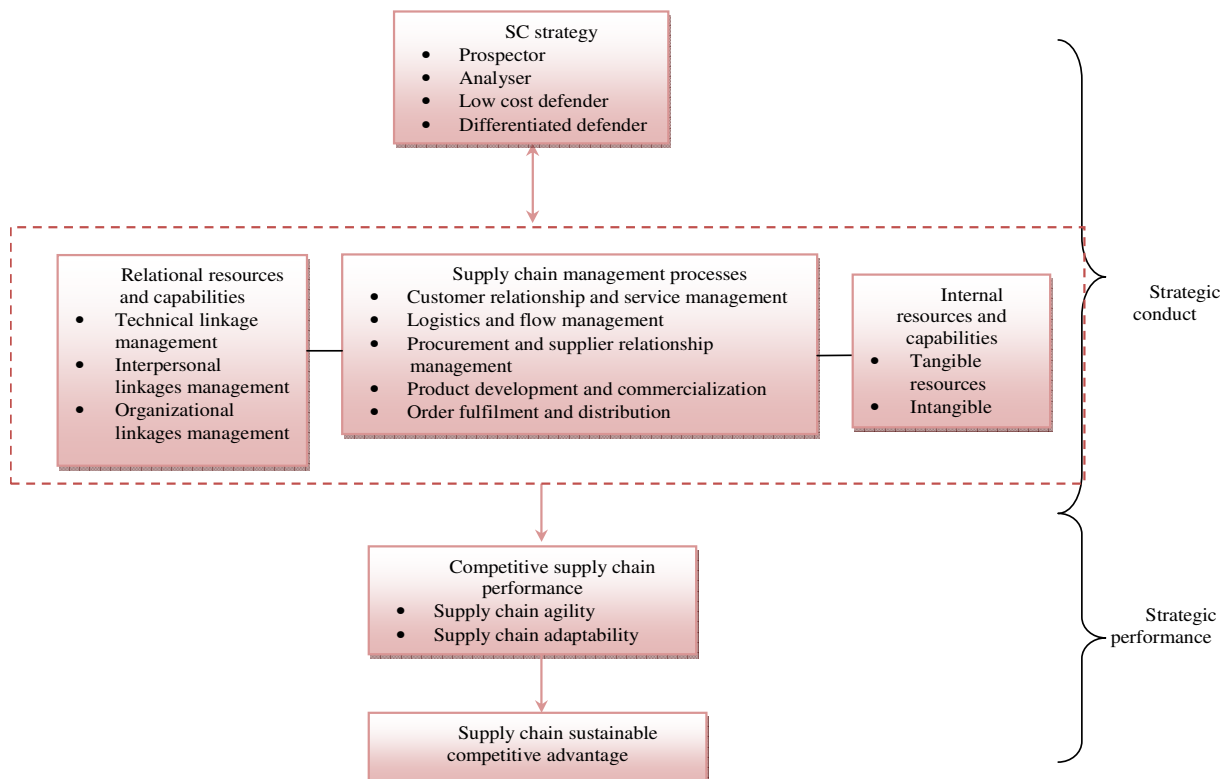 SC strategy
• Prospector
• Analyser
• Low cost defender
• Differentiated defender
Relational resources
and capabilities
• Technical linkage
management
• Interpersonal
linkages management
• Organizational
linkages management
Supply chain management processes
• Customer relationship and service management
• Logistics and flow management
• Procurement and supplier relationship
management
• Product development and commercialization
• Order fulfilment and distribution
Internal
resources and
capabilities
• Tangible
resources
• Intangible
Strategic
conduct
Competitive supply chain
performance
• Supply chain agility
• Supply chain adaptability
Strategic
performance
Supply chain sustainable
competitive advantage